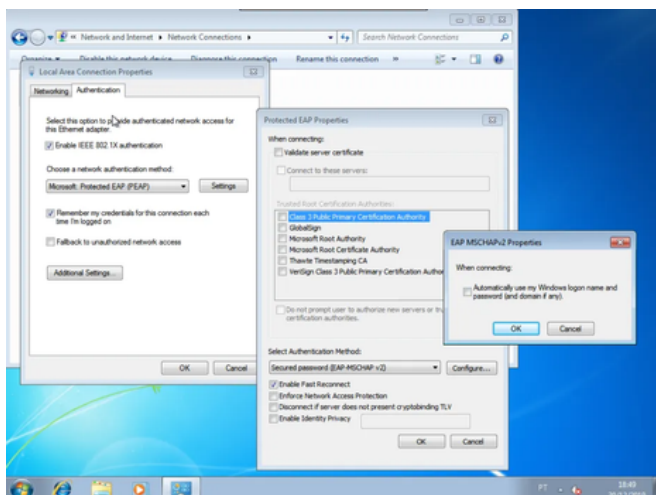 « Network and Internet ▸ Network Connections ▸
Search Network Connections
Organize Disable this network device Diagnose this connection Rename this connection »
Local Area Connection Properties
Networking Authentication
Select this option to provide authenticated network access for
this Ethernet adapter.
Enable IEEE 802.1X authentication
Choose a network authentication method:
Microsoft: Protected EAP (PEAP) Settings
Remember my credentials for this connection each
time I'm logged on
Fallback to unauthorized network access
Additional Settings...
OK Cancel
Protected EAP Properties
When connecting:
Validate server certificate
Connect to these servers:
Trusted Root Certification Authorities:
Class 3 Public Primary Certification Authority
GlobalSign
Microsoft Root Authority
Microsoft Root Certificate Authority
Thawte Timestamping CA
VeriSign Class 3 Public Primary Certification Author
Do not prompt user to authorize new servers or
certification authorities.
Select Authentication Method:
Secured password (EAP-MSCHAP v2) Configure...
Enable Fast Reconnect
Enforce Network Access Protection
Disconnect if server does not present cryptobinding TLV
Enable Identity Privacy
OK Cancel
EAP MSCHAPv2 Properties
When connecting:
Automatically use my Windows logon name and
password (and domain if any).
OK Cancel
PT 18:49